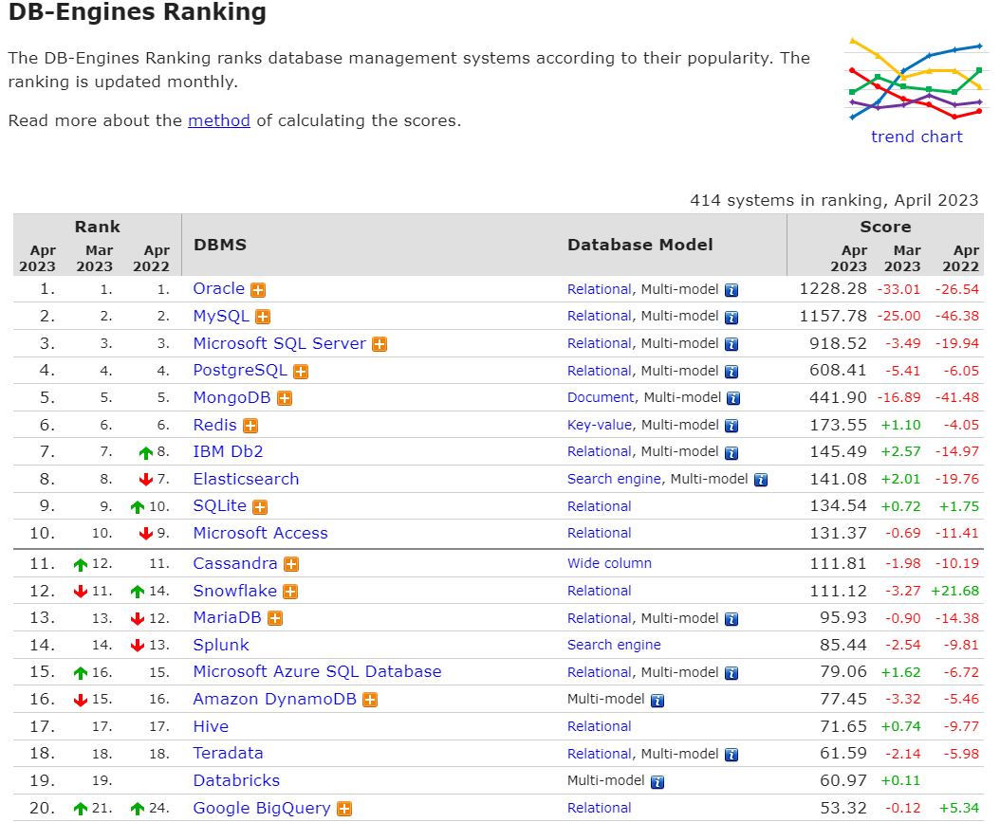 DB-Engines Ranking
The DB-Engines Ranking ranks database management systems according to their popularity. The
ranking is updated monthly.
Read more about the method of calculating the scores.
trend chart
414 systems in ranking, April 2023
Rank DBMS Database Model Score
Apr 2023 Mar 2023 Apr 2022 Apr 2023 Mar 2023 Apr 2022
1. 1. 1. Oracle Relational, Multi-model 1228.28 -33.01 -26.54
2. 2. 2. MySQL Relational, Multi-model 1157.78 -25.00 -46.38
3. 3. 3. Microsoft SQL Server Relational, Multi-model 918.52 -3.49 -19.94
4. 4. 4. PostgreSQL Relational, Multi-model 608.41 -5.41 -6.05
5. 5. 5. MongoDB Document, Multi-model 441.90 -16.89 -41.48
6. 6. 6. Redis Key-value, Multi-model 173.55 +1.10 -4.05
7. 7. 8. IBM Db2 Relational, Multi-model 145.49 +2.57 -14.97
8. 8. 7. Elasticsearch Search engine, Multi-model 141.08 +2.01 -19.76
9. 9. 10. SQLite Relational 134.54 +0.72 +1.75
10. 10. 9. Microsoft Access Relational 131.37 -0.69 -11.41
11. 12. 11. Cassandra Wide column 111.81 -1.98 -10.19
12. 11. 14. Snowflake Relational 111.12 -3.27 +21.68
13. 13. 12. MariaDB Relational, Multi-model 95.93 -0.90 -14.38
14. 14. 13. Splunk Search engine 85.44 -2.54 -9.81
15. 16. 15. Microsoft Azure SQL Database Relational, Multi-model 79.06 +1.62 -6.72
16. 15. 16. Amazon DynamoDB Multi-model 77.45 -3.32 -5.46
17. 17. 17. Hive Relational 71.65 +0.74 -9.77
18. 18. 18. Teradata Relational, Multi-model 61.59 -2.14 -5.98
19. 19. Databricks Multi-model 60.97 +0.11
20. 21. 24. Google BigQuery Relational 53.32 -0.12 +5.34